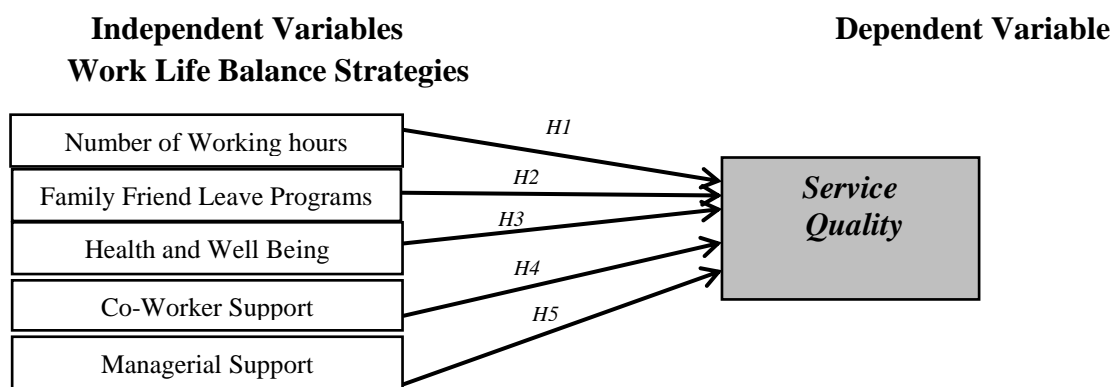 Independent Variables
Dependent Variable
Work Life Balance Strategies
Number of Working hours
H1
Family Friend Leave Programs
H2
Health and Well Being
H3
Co-Worker Support
H4
Managerial Support
H5
Service
Quality